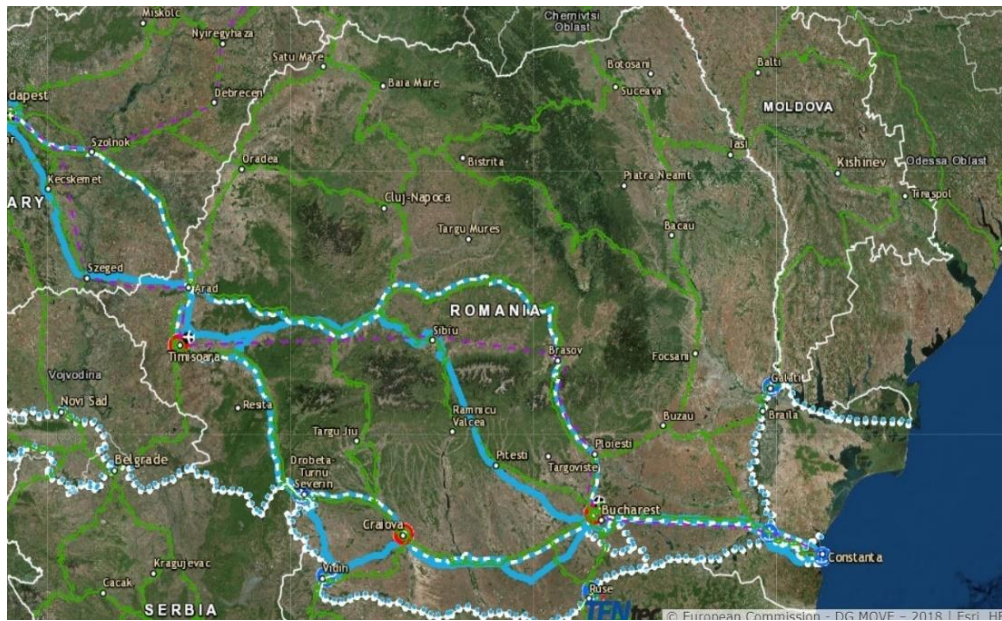 Miskolc
Chernivtsi
Oblast
Nyiregyhaza
Satu Mare
Botosani
Balti
Baia Mare
Suceava
Debrecen
MOLDOVA
Szolnok
Iasi
Oradea
Bistrita
Kishinev
Odessa Oblast
Kecskemet
Piatra Neamt
Tiraspol
ARY
Cluj-Napoca
Targu Mures
Bacau
Szeged
Arad
ROMANIA
Sibiu
Timisoara
Brasov
Focsani
Vojvodina
Galati
Novi Sad
Resita
Ramnicu
Valcea
Braila
Buzau
Targu Jiu
Belgrade
Ploiesti
Drobeta-
Turnu
Severin
Pitesti
Targoviste
Bucharest
Craiova
Constanta
Vidin
Kragujevac
Cacak
Ruse
SERBIA
TENtec
© European Commission - DG MOVE - 2018 | Esri, HE